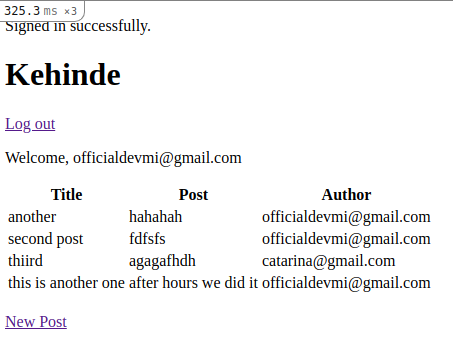 325.3 ms ×3
Signed in successfully.
Kehinde
Log out
Welcome, officialdevmi@gmail.com
Title Post Author
another hahahah officialdevmi@gmail.com
second post fdfsfs officialdevmi@gmail.com
thiird agagafhdh catarina@gmail.com
this is another one after hours we did it officialdevmi@gmail.com
New Post